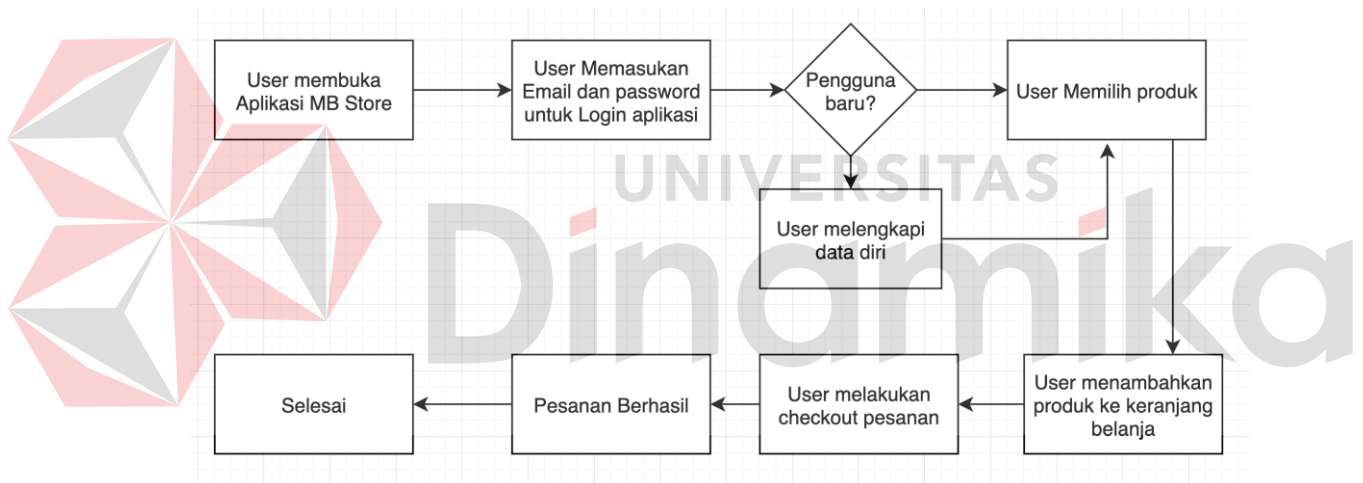 User membuka
Aplikasi MB Store
User Memasukan
Email dan password
untuk Login aplikasi
Pengguna
baru?
User Memilih produk
UNIVERSITAS
Dinamika
User melengkapi
data diri
User menambahkan
produk ke keranjang
belanja
User melakukan
checkout pesanan
Pesanan Berhasil
Selesai